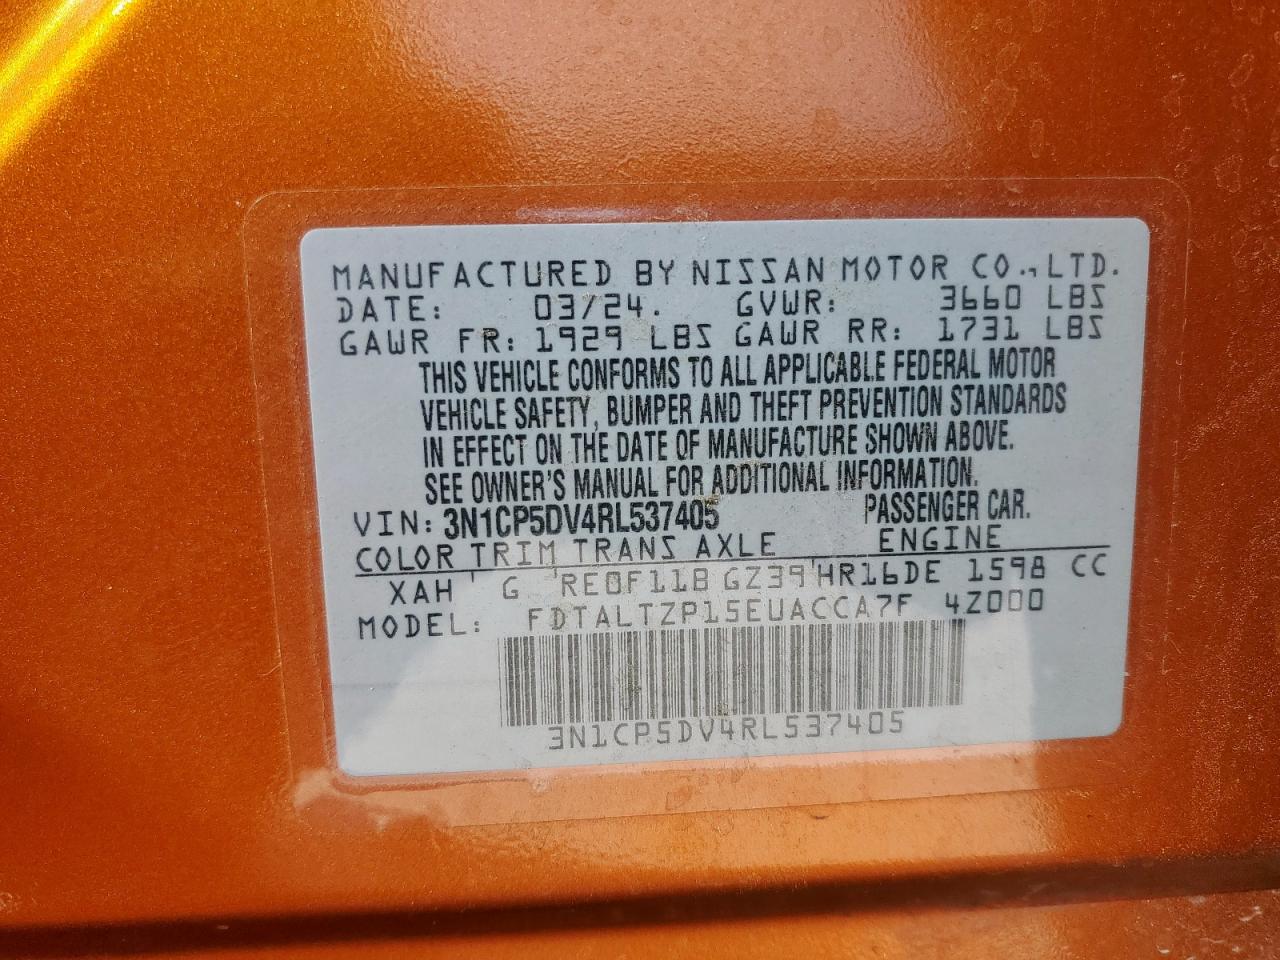 MANUFACTURED BY NISSAN MOTOR CO., LTD.
DATE: 03/24. GVWR: 3660 LBS
GAWR FR: 1929 LBS GAWR RR: 1731 LBS
THIS VEHICLE CONFORMS TO ALL APPLICABLE FEDERAL MOTOR
VEHICLE SAFETY, BUMPER AND THEFT PREVENTION STANDARDS
IN EFFECT ON THE DATE OF MANUFACTURE SHOWN ABOVE.
SEE OWNER'S MANUAL FOR ADDITIONAL INFORMATION.
VIN: 3N1CP5DV4RL537405 PASSENGER CAR.
COLOR TRIM TRANS AXLE ENGINE
XAH G RE0F11B GZ39 HR16DE 1598 CC
MODEL: FDTALTZP15EUACCA7F 4Z000
3N1CP5DV4RL537405